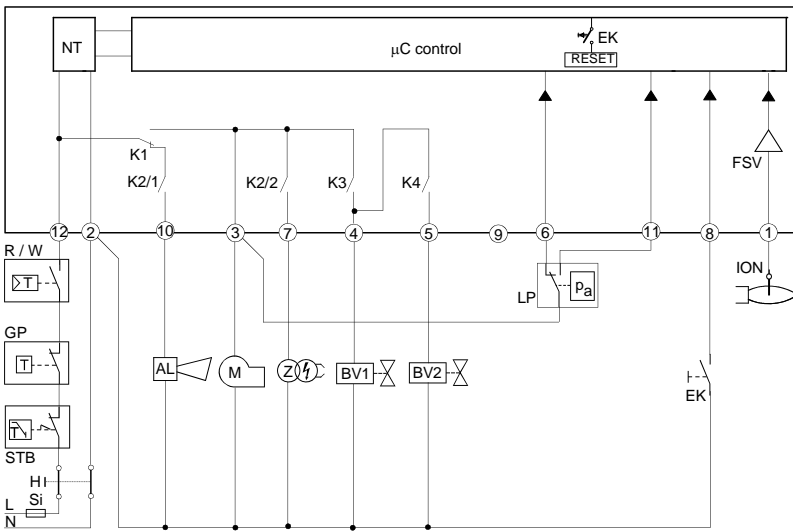 NT
µC control
EK
RESET
K1
FSV
K2/1
K2/2
K3
K4
12
2
10
3
7
4
5
9
6
11
8
1
R / W
ION
T
LP
pa
GP
T
AL
M
Z
BV1
BV2
EK
T
STB
H
Si
L
N